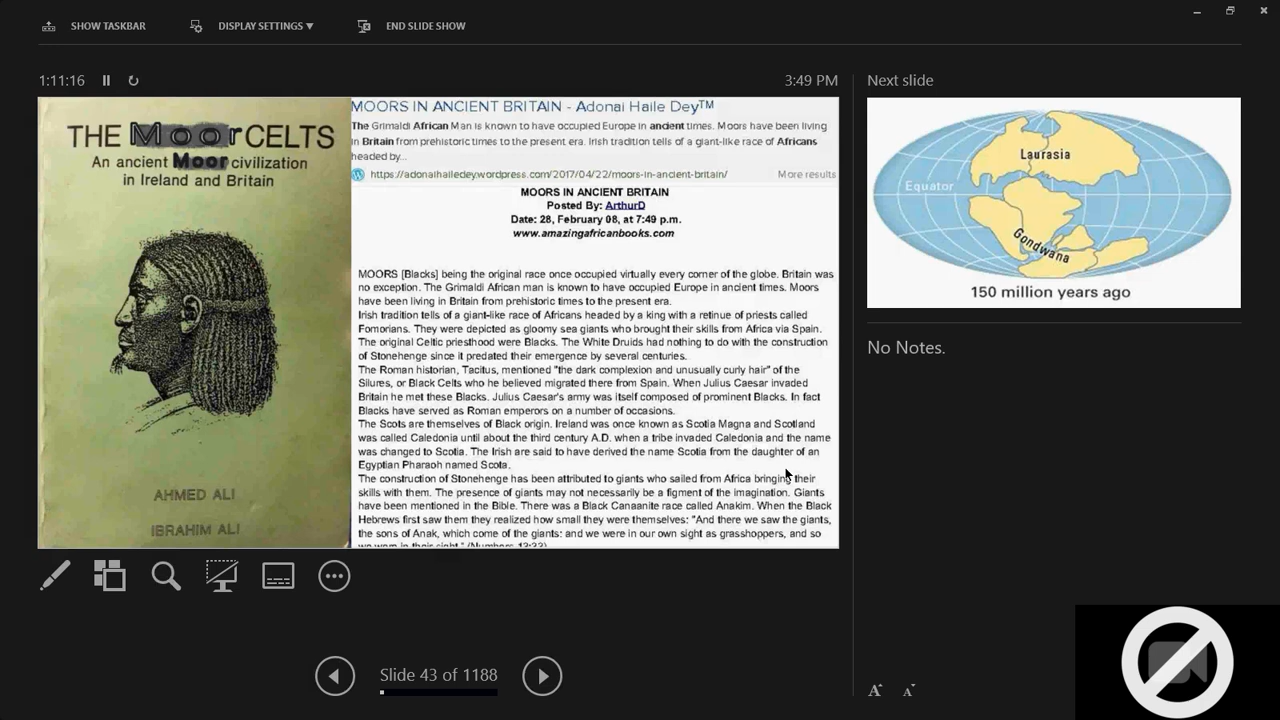 SHOW TASKBAR
DISPLAY SETTINGS ▼
END SLIDE SHOW
1:11:16
3:49 PM
Next slide
THE Moor CELTS
An ancient Moor civilization
in Ireland and Britain
AHMED ALI
IBRAHIM ALI
MOORS IN ANCIENT BRITAIN - Adonai Haile Dey™
The Grimaldi African Man is known to have occupied Europe in ancient times. Moors have been living
in Britain from prehistoric times to the present era. Irish tradition tells of a giant-like race of Africans
headed by...
https://adonaihailedey.wordpress.com/2017/04/22/moors-in-ancient-britain/
More results
MOORS IN ANCIENT BRITAIN
Posted By: ArthurD
Date: 28, February 08, at 7:49 p.m.
www.amazingafricanbooks.com
MOORS [Blacks] being the original race once occupied virtually every corner of the globe. Britain was
no exception. The Grimaldi African man is known to have occupied Europe in ancient times. Moors
have been living in Britain from prehistoric times to the present era.
Irish tradition tells of a giant-like race of Africans headed by a king with a retinue of priests called
Fomorians. They were depicted as gloomy sea giants who brought their skills from Africa via Spain.
The original Celtic priesthood were Blacks. The White Druids had nothing to do with the construction
of Stonehenge since it predated their emergence by several centuries.
The Roman historian, Tacitus, mentioned "the dark complexion and unusually curly hair" of the
Silures, or Black Celts who he believed migrated there from Spain. When Julius Caesar invaded
Britain he met these Blacks. Julius Caesar's army was itself composed of prominent Blacks. In fact
Blacks have served as Roman emperors on a number of occasions.
The Scots are themselves of Black origin. Ireland was once known as Scotia Magna and Scotland
was called Caledonia until about the third century A.D. when a tribe invaded Caledonia and the name
was changed to Scotia. The Irish are said to have derived the name Scotia from the daughter of an
Egyptian Pharaoh named Scota.
The construction of Stonehenge has been attributed to giants who sailed from Africa bringing their
skills with them. The presence of giants may not necessarily be a figment of the imagination. Giants
have been mentioned in the Bible. There was a Black Canaanite race called Anakim. When the Black
Hebrews first saw them they realized how small they were themselves: "And there we saw the giants,
the sons of Anak, which come of the giants: and we were in our own sight as grasshoppers, and so
we were in their sight." (Numbers 13:33)
Laurasia
Equator
Gondwana
150 million years ago
No Notes.
Slide 43 of 1188
A
A